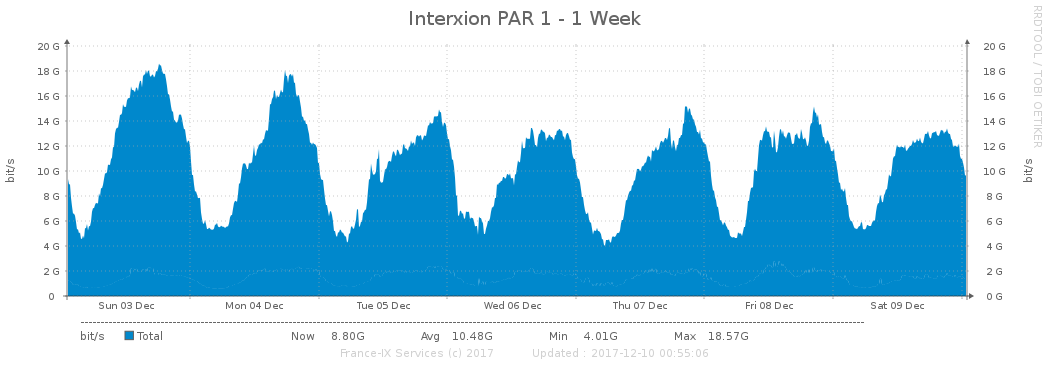 Interxion PAR 1 - 1 Week
RRDTOOL / TOBI OETIKER
20 G 20 G
18 G 18 G
16 G 16 G
14 G 14 G
12 G 12 G
10 G 10 G
8 G 8 G
6 G 6 G
4 G 4 G
2 G 2 G
0 0 G
bit/s bit/s
Sun 03 Dec Mon 04 Dec Tue 05 Dec Wed 06 Dec Thu 07 Dec Fri 08 Dec Sat 09 Dec
bit/s Total Now 8.80G Avg 10.48G Min 4.01G Max 18.57G
France-IX Services (c) 2017 Updated : 2017-12-10 00:55:06